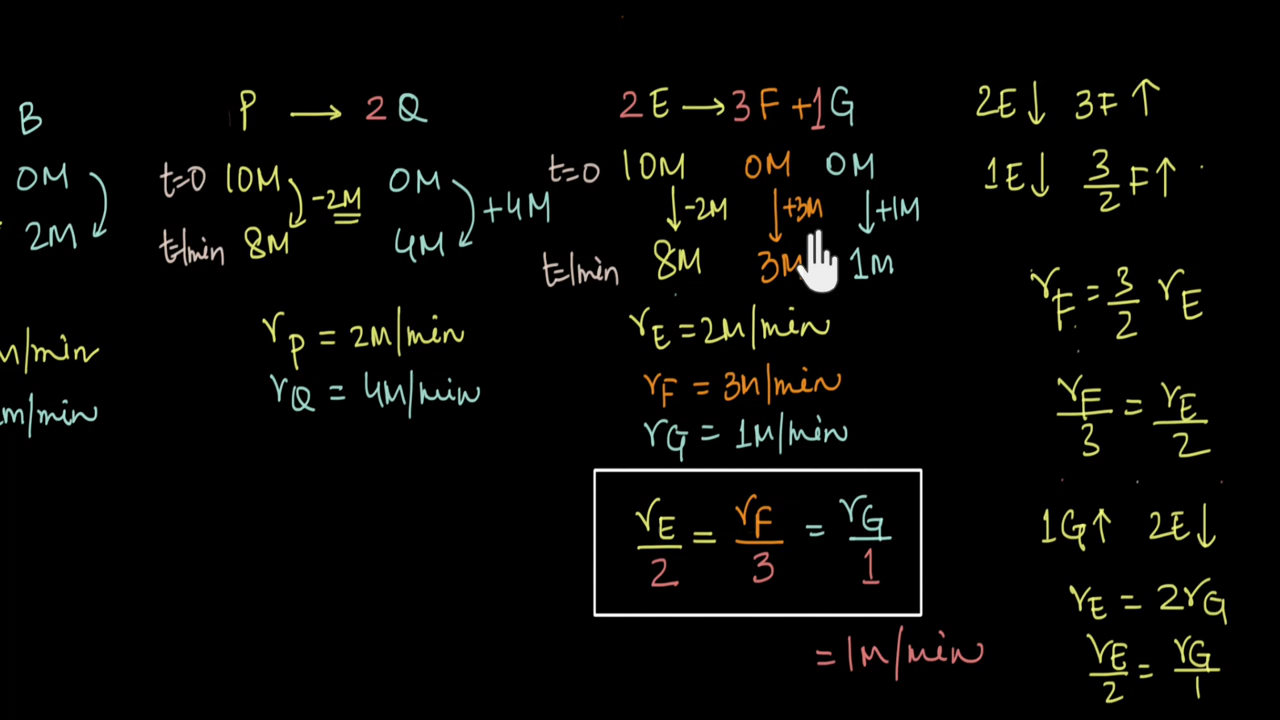 B
0M
2M
M/min
m/min
P → 2Q
t=0 10M 0M
-2M +4M
t=1min 8M 4M
rP = 2M/min
rQ = 4M/min
2E → 3F + 1G
t=0 10M 0M 0M
↓-2M ↓+3M ↓+1M
t=1min 8M 3M 1M
rE = 2M/min
rF = 3M/min
rG = 1M/min
rE/2 = rF/3 = rG/1
= 1M/min
2E↓ 3F↑
1E↓ 3/2 F↑
rF = 3/2 rE
rF/3 = rE/2
1G↑ 2E↓
rE = 2rG
rE/2 = rG/1